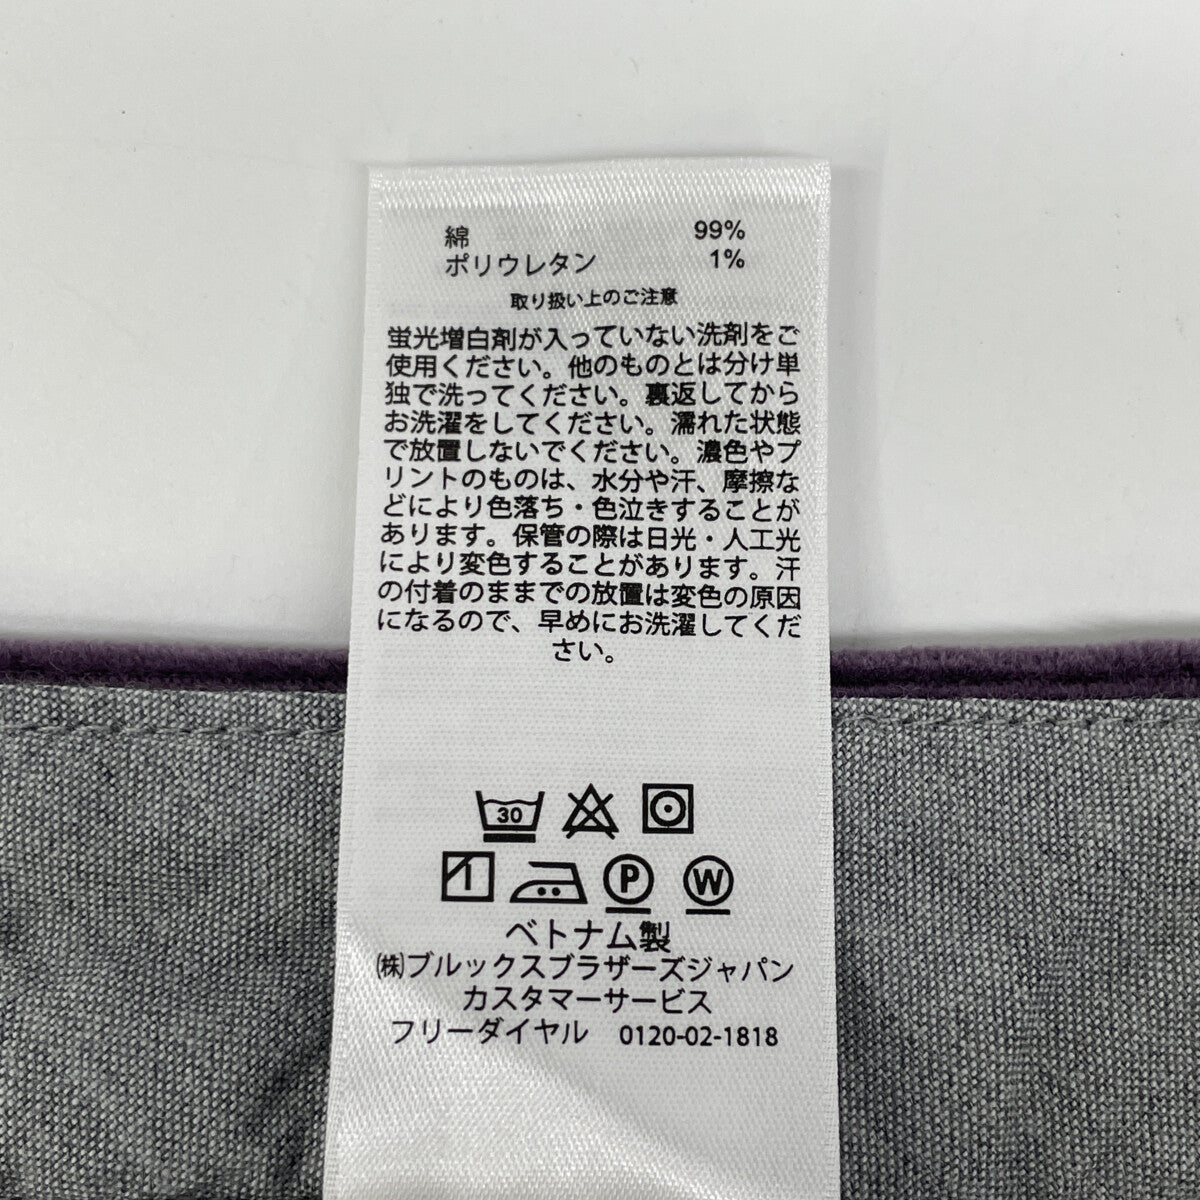 綿 99%
ポリウレタン 1%
取り扱い上のご注意
蛍光増白剤が入っていない洗剤をご
使用ください。他のものとは分け単
独で洗ってください。裏返してから
お洗濯をしてください。濡れた状態
で放置しないでください。濃色やプ
リントのものは、水分や汗、摩擦な
どにより色落ち・色泣きすることが
あります。保管の際は日光・人工光
により変色することがあります。汗
の付着のままでの放置は変色の原因
になるので、早めにお洗濯してくだ
さい。
30
P W
ベトナム製
㈱ブルックスブラザーズジャパン
カスタマーサービス
フリーダイヤル 0120-02-1818